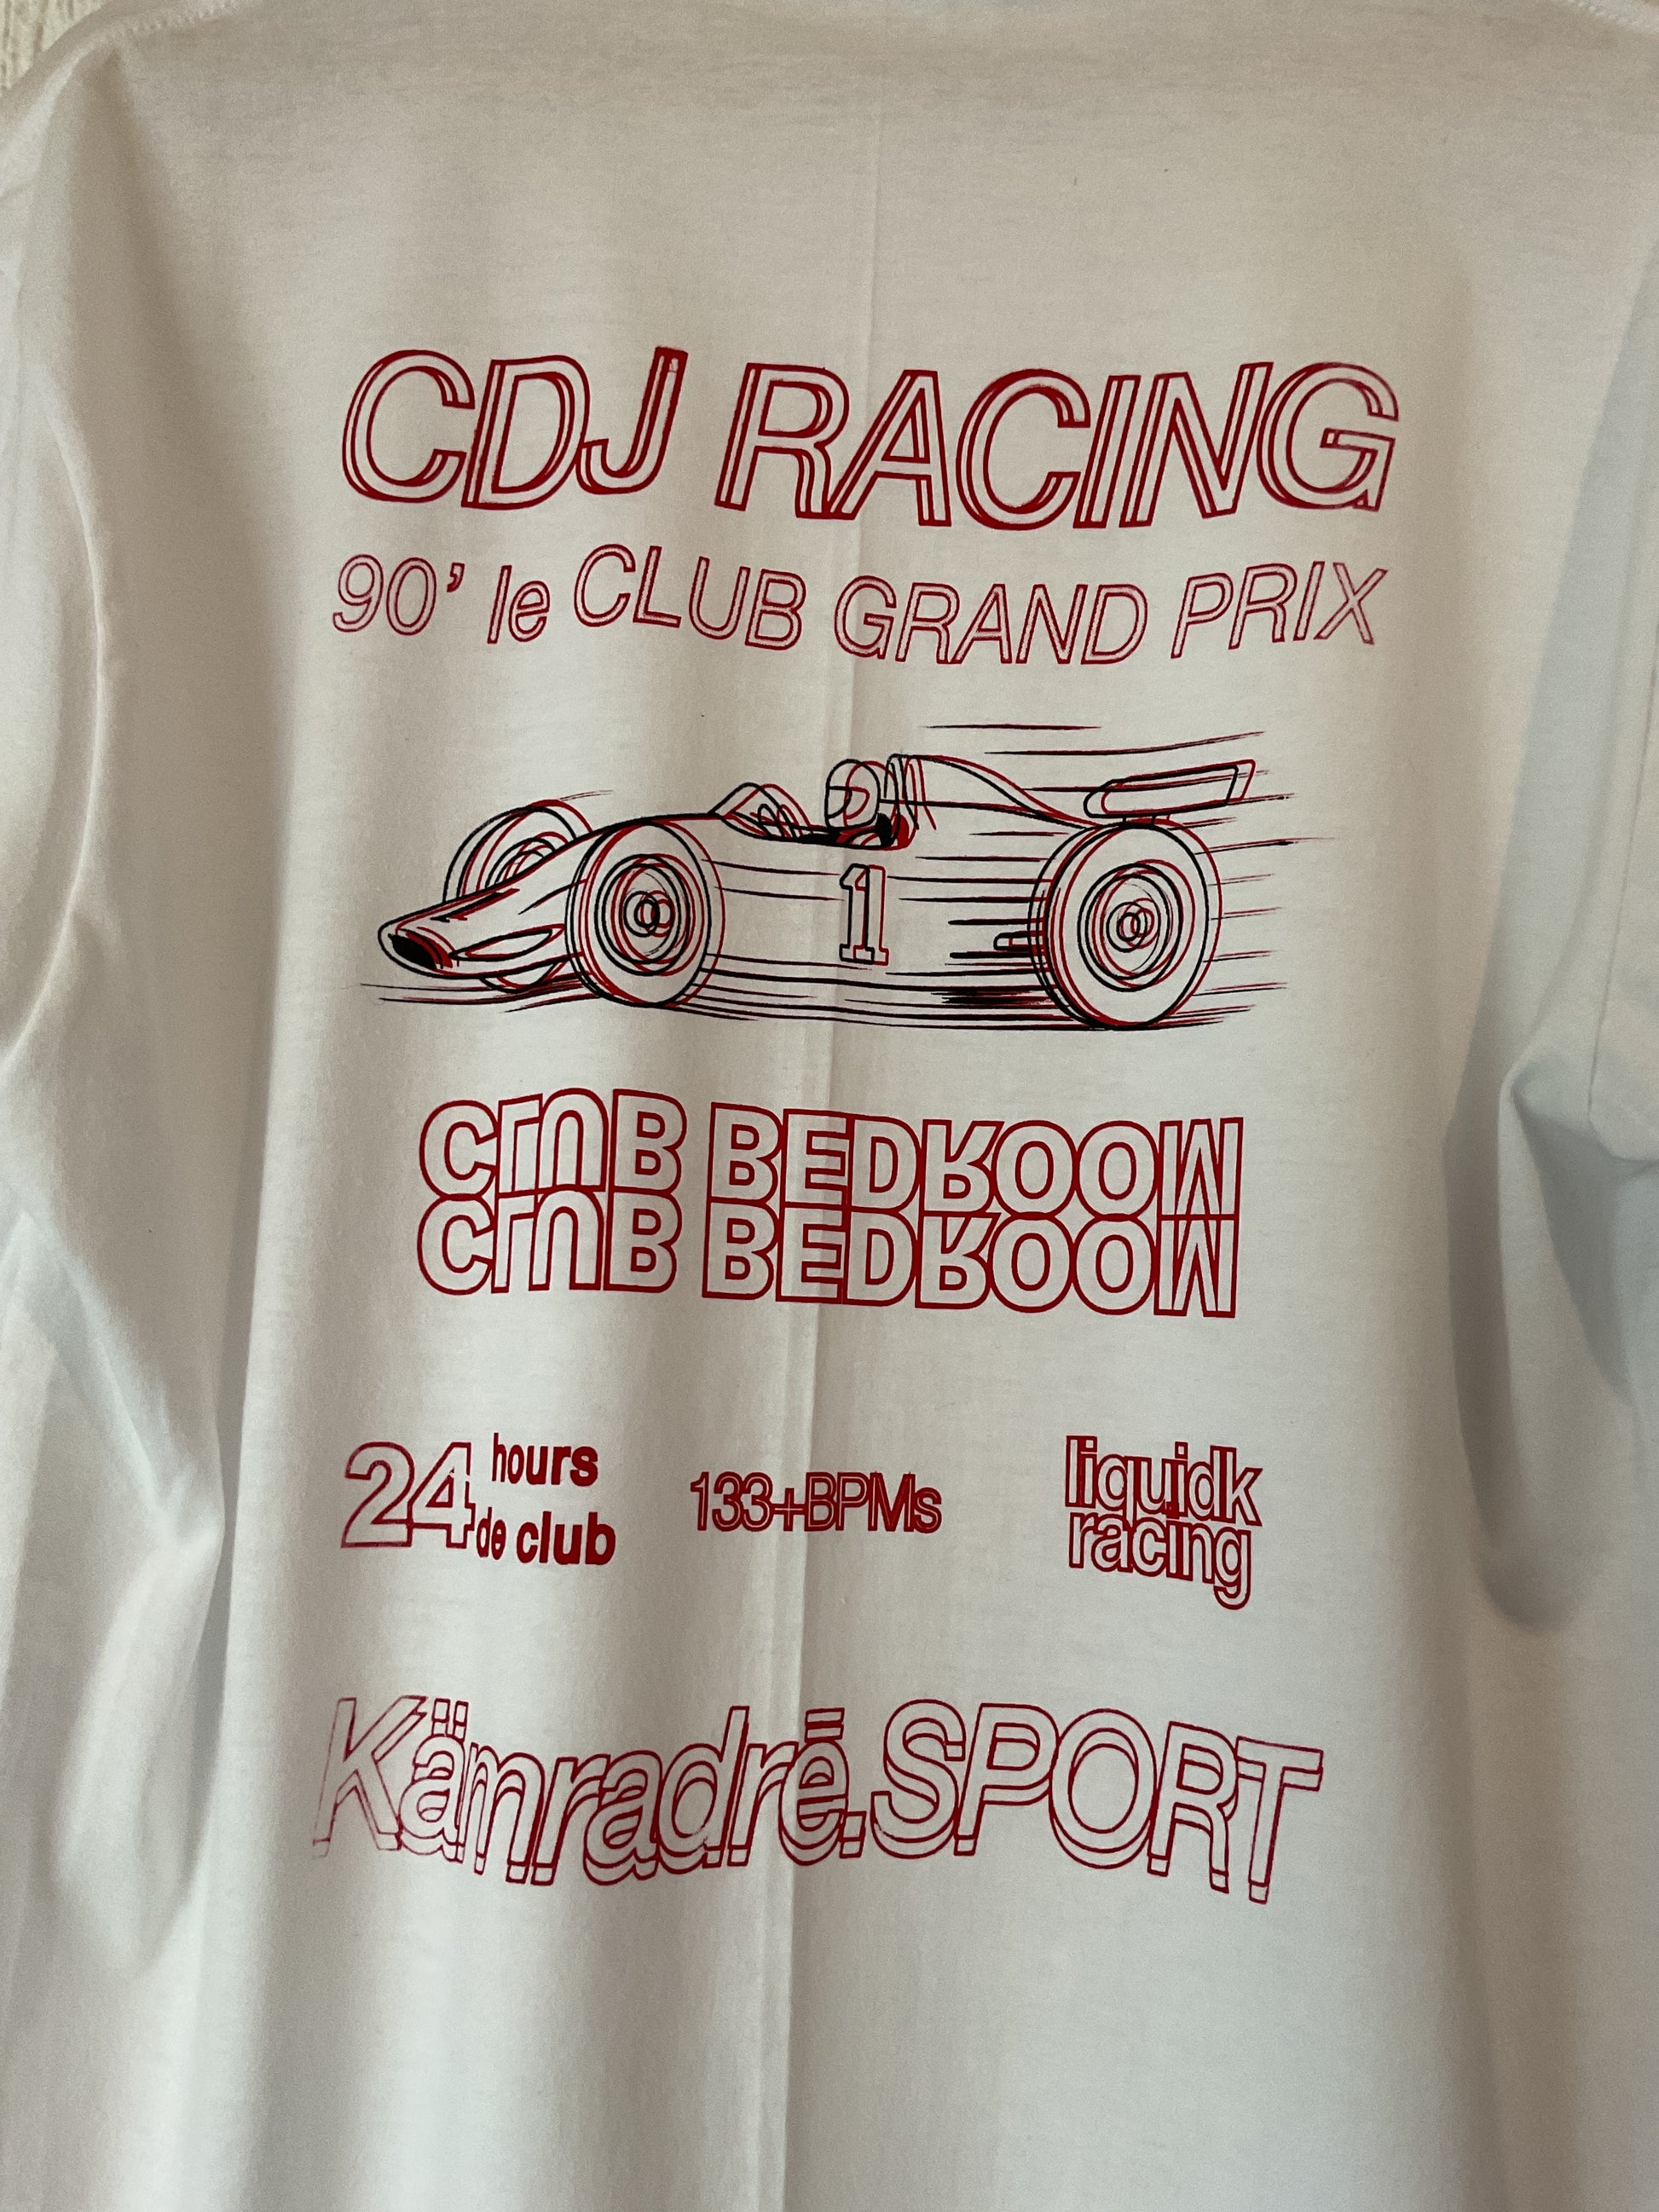 CDJ RACING
90' le CLUB GRAND PRIX
1
CLUB BEDROOM
CLUB BEDROOM
24 hours
de club
133+BPMs
liquidk
racing
Kämradrē.SPORT